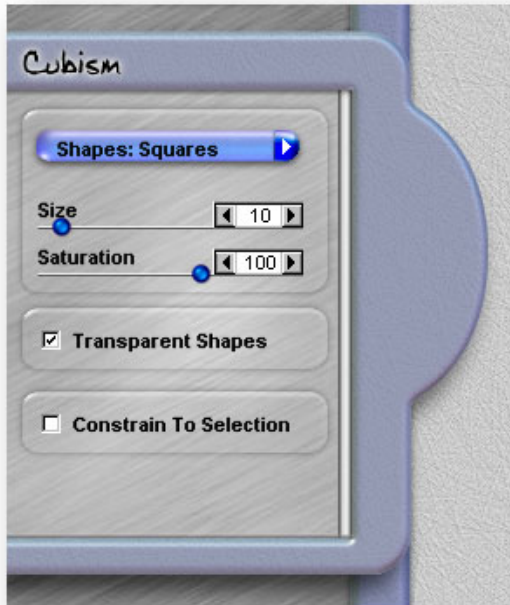 Cubism
Shapes: Squares
Size 10
Saturation 100
Transparent Shapes
Constrain To Selection